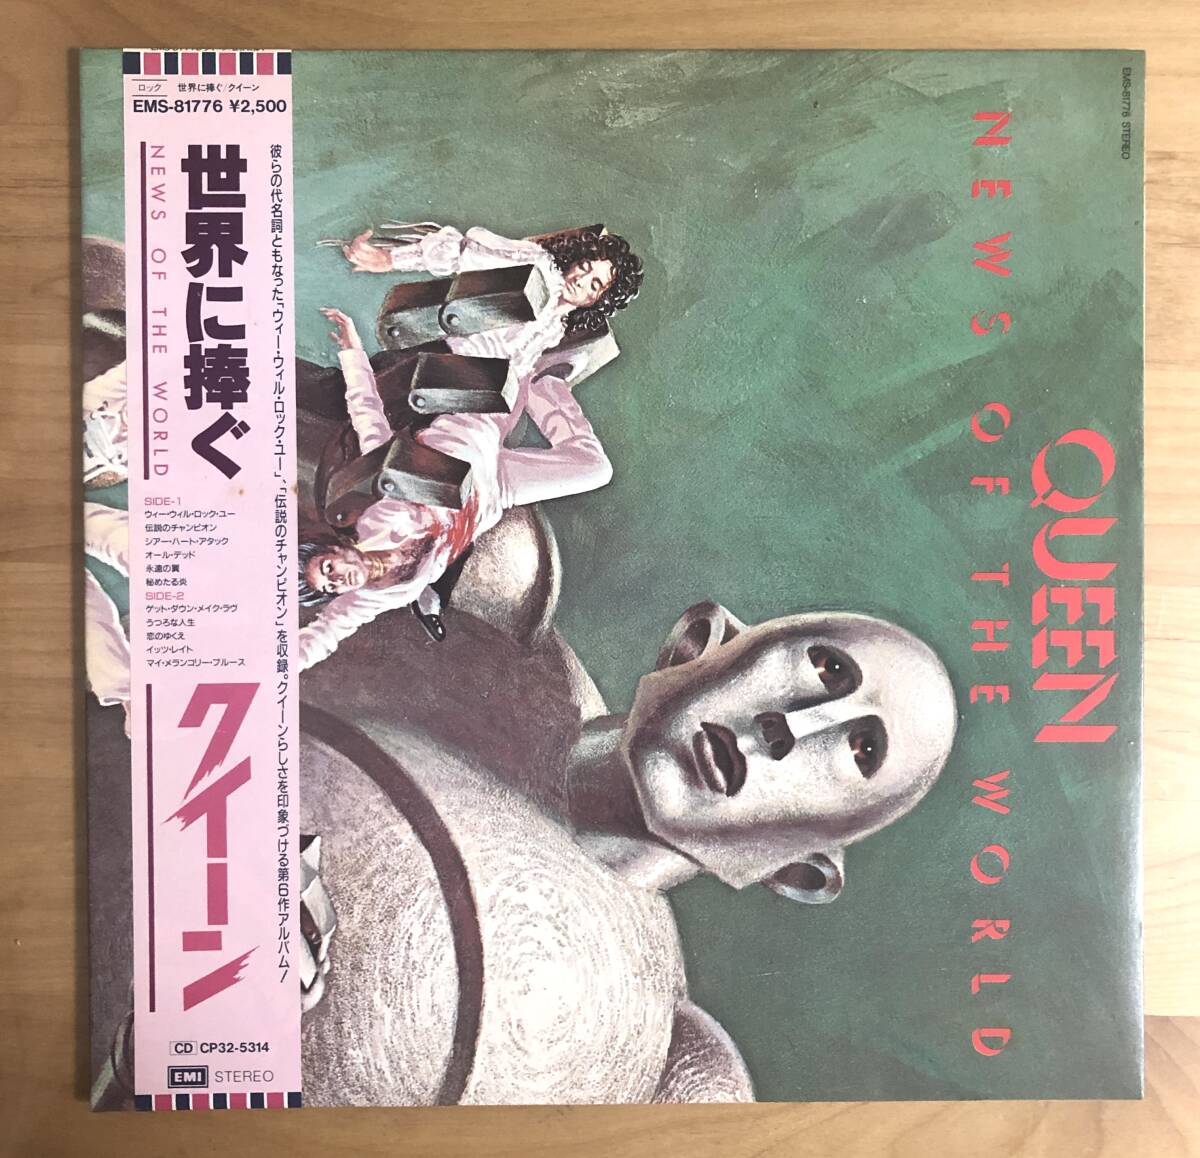 ロック 世界に捧ぐ/クイーン
EMS-81776 ¥2,500
世界に捧ぐ
NEWS OF THE WORLD
彼らの代名詞ともなった「ウィー・ウィル・ロック・ユー」、「伝説のチャンピオン」を収録。クイーンらしさを印象づける第6作アルバム!
SIDE-1
ウィー・ウィル・ロック・ユー
伝説のチャンピオン
シアー・ハート・アタック
オール・デッド
永遠の翼
秘めたる炎
SIDE-2
ゲット・ダウン・メイク・ラヴ
うつろな人生
恋のゆくえ
イッツ・レイト
マイ・メランコリー・ブルース
クイーン
CD CP32-5314
EMI STEREO
EMS-81776 STEREO
QUEEN
NEWS OF THE WORLD